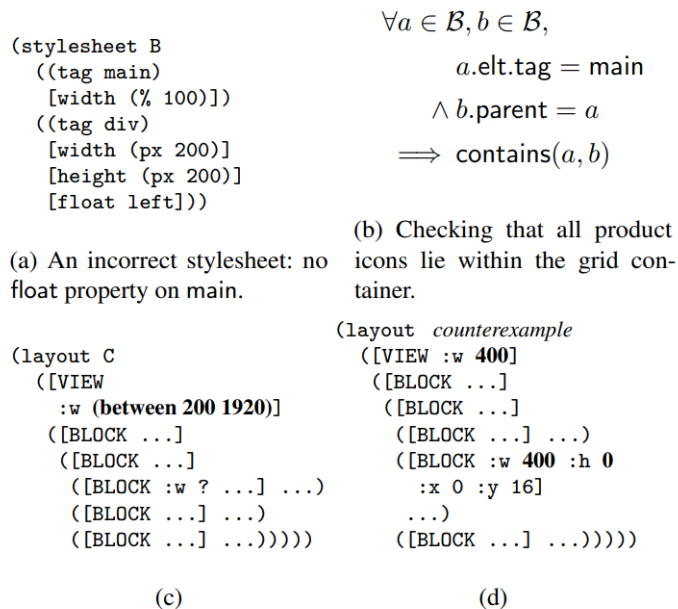 (stylesheet B
((tag main)
[width (% 100)])
((tag div)
[width (px 200)]
[height (px 200)]
[float left]))
(a) An incorrect stylesheet: no
float property on main.
∀a ∈ ℬ, b ∈ ℬ,
a.elt.tag = main
∧ b.parent = a
⟹ contains(a, b)
(b) Checking that all product
icons lie within the grid con-
tainer.
(layout C
([VIEW
:w (between 200 1920)]
([BLOCK ...]
([BLOCK ...]
([BLOCK :w ? ...] ...)
([BLOCK ...] ...)
([BLOCK ...] ...)))))
(c)
(layout counterexample
([VIEW :w 400]
([BLOCK ...]
([BLOCK ...]
([BLOCK ...] ...)
([BLOCK :w 400 :h 0
:x 0 :y 16]
...)
([BLOCK ...] ...)))))
(d)